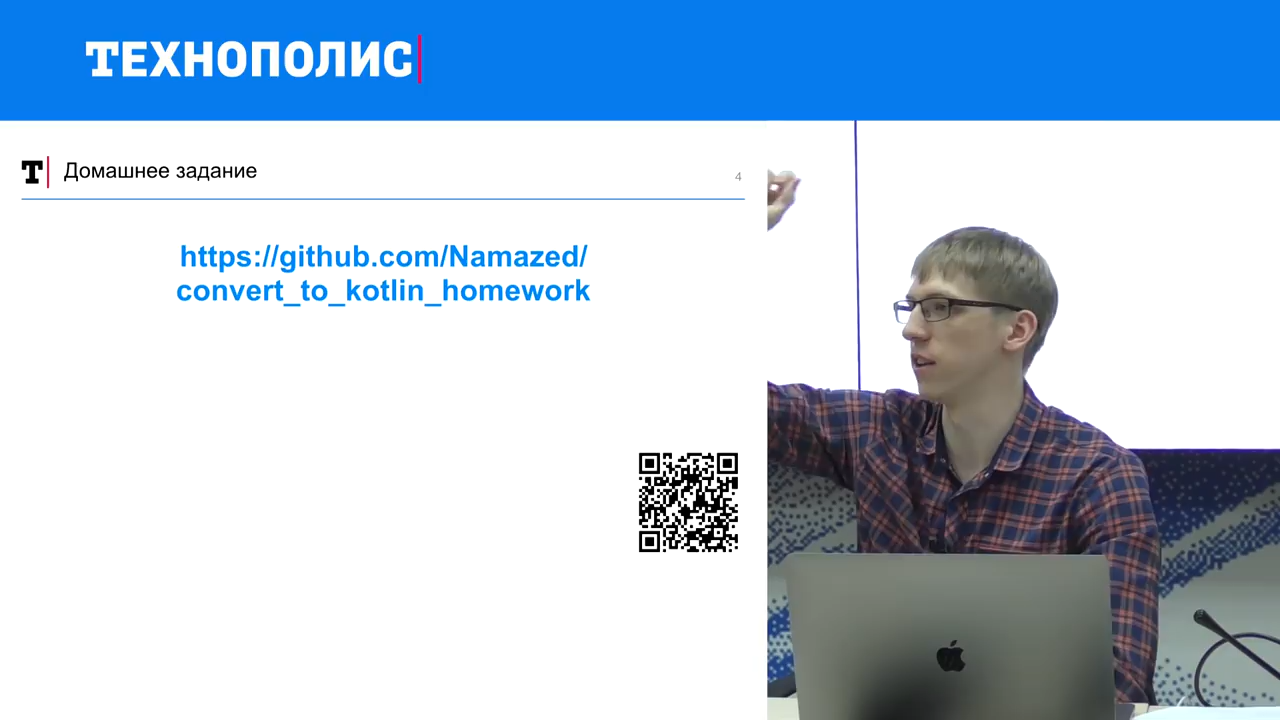 ТЕХНОПОЛИС
Т Домашнее задание
4
https://github.com/Namazed/
convert_to_kotlin_homework